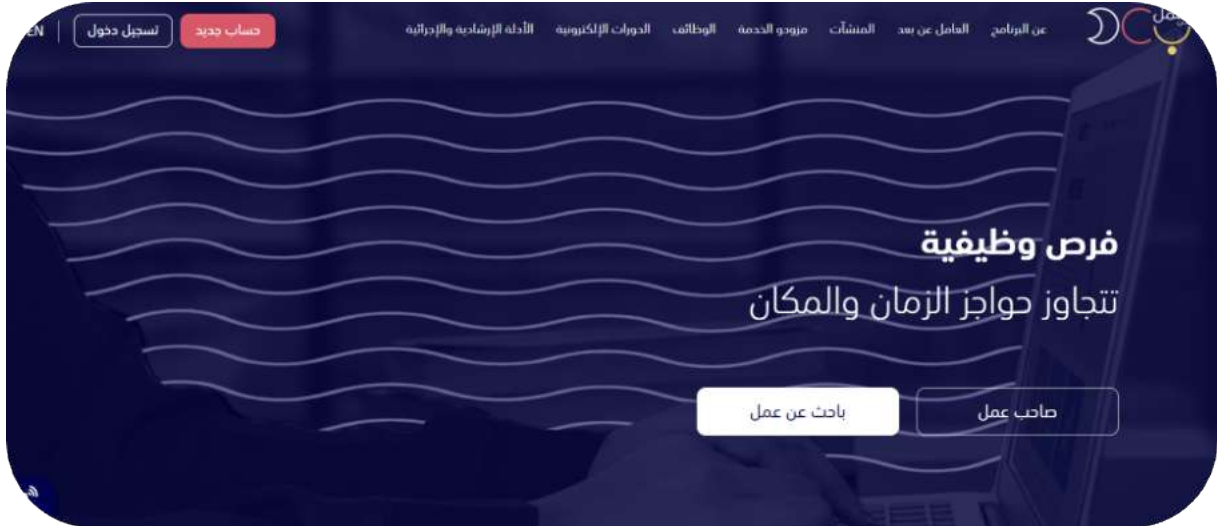 عن البرنامج العامل عن بعد المنشآت مزودو الخدمة الوظائف الدورات الإلكترونية الأدلة الإرشادية والإجرائية حساب جديد تسجيل دخول EN
فرص وظيفية
تتجاوز حواجز الزمان والمكان
صاحب عمل باحث عن عمل